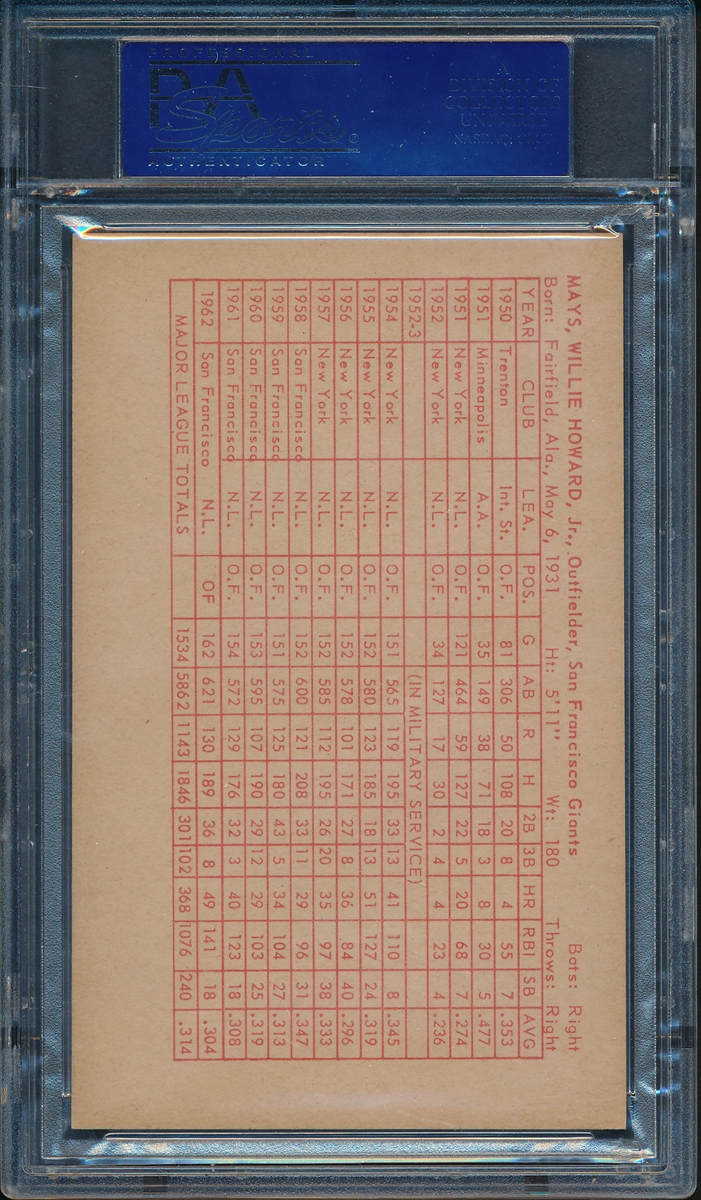 PROFESSIONAL
PSA
Sports
AUTHENTICATOR
A
DIVISION OF
COLLECTORS
UNIVERSE
MAYS, WILLIE HOWARD, Jr., Outfielder, San Francisco Giants Bats: Right
Born: Fairfield, Ala., May 6, 1931 Ht: 5'11" Wt: 180 Throws: Right
YEAR CLUB LEA. POS. G AB R H 2B 3B HR RBI SB AVG
1950 Trenton Int. St. O.F. 81 306 50 108 20 8 4 55 7 .353
1951 Minneapolis A.A. O.F. 35 149 38 71 18 3 8 30 5 .477
1951 New York N.L. O.F. 121 464 59 127 22 5 20 68 7 .274
1952 New York N.L. O.F. 34 127 17 30 2 4 4 23 4 .236
1952-3 (IN MILITARY SERVICE)
1954 New York N.L. O.F. 151 565 119 195 33 13 41 110 8 .345
1955 New York N.L. O.F. 152 580 123 185 18 13 51 127 24 .319
1956 New York N.L. O.F. 152 578 101 171 27 8 36 84 40 .296
1957 New York N.L. O.F. 152 585 112 195 26 20 35 97 38 .333
1958 San Francisco N.L. O.F. 152 600 121 208 33 11 29 96 31 .347
1959 San Francisco N.L. O.F. 151 575 125 180 43 5 34 104 27 .313
1960 San Francisco N.L. O.F. 153 595 107 190 29 12 29 103 25 .319
1961 San Francisco N.L. O.F. 154 572 129 176 32 3 40 123 18 .308
1962 San Francisco N.L. OF 162 621 130 189 36 8 49 141 18 .304
MAJOR LEAGUE TOTALS 1534 5862 1143 1846 301 102 368 1076 240 .314